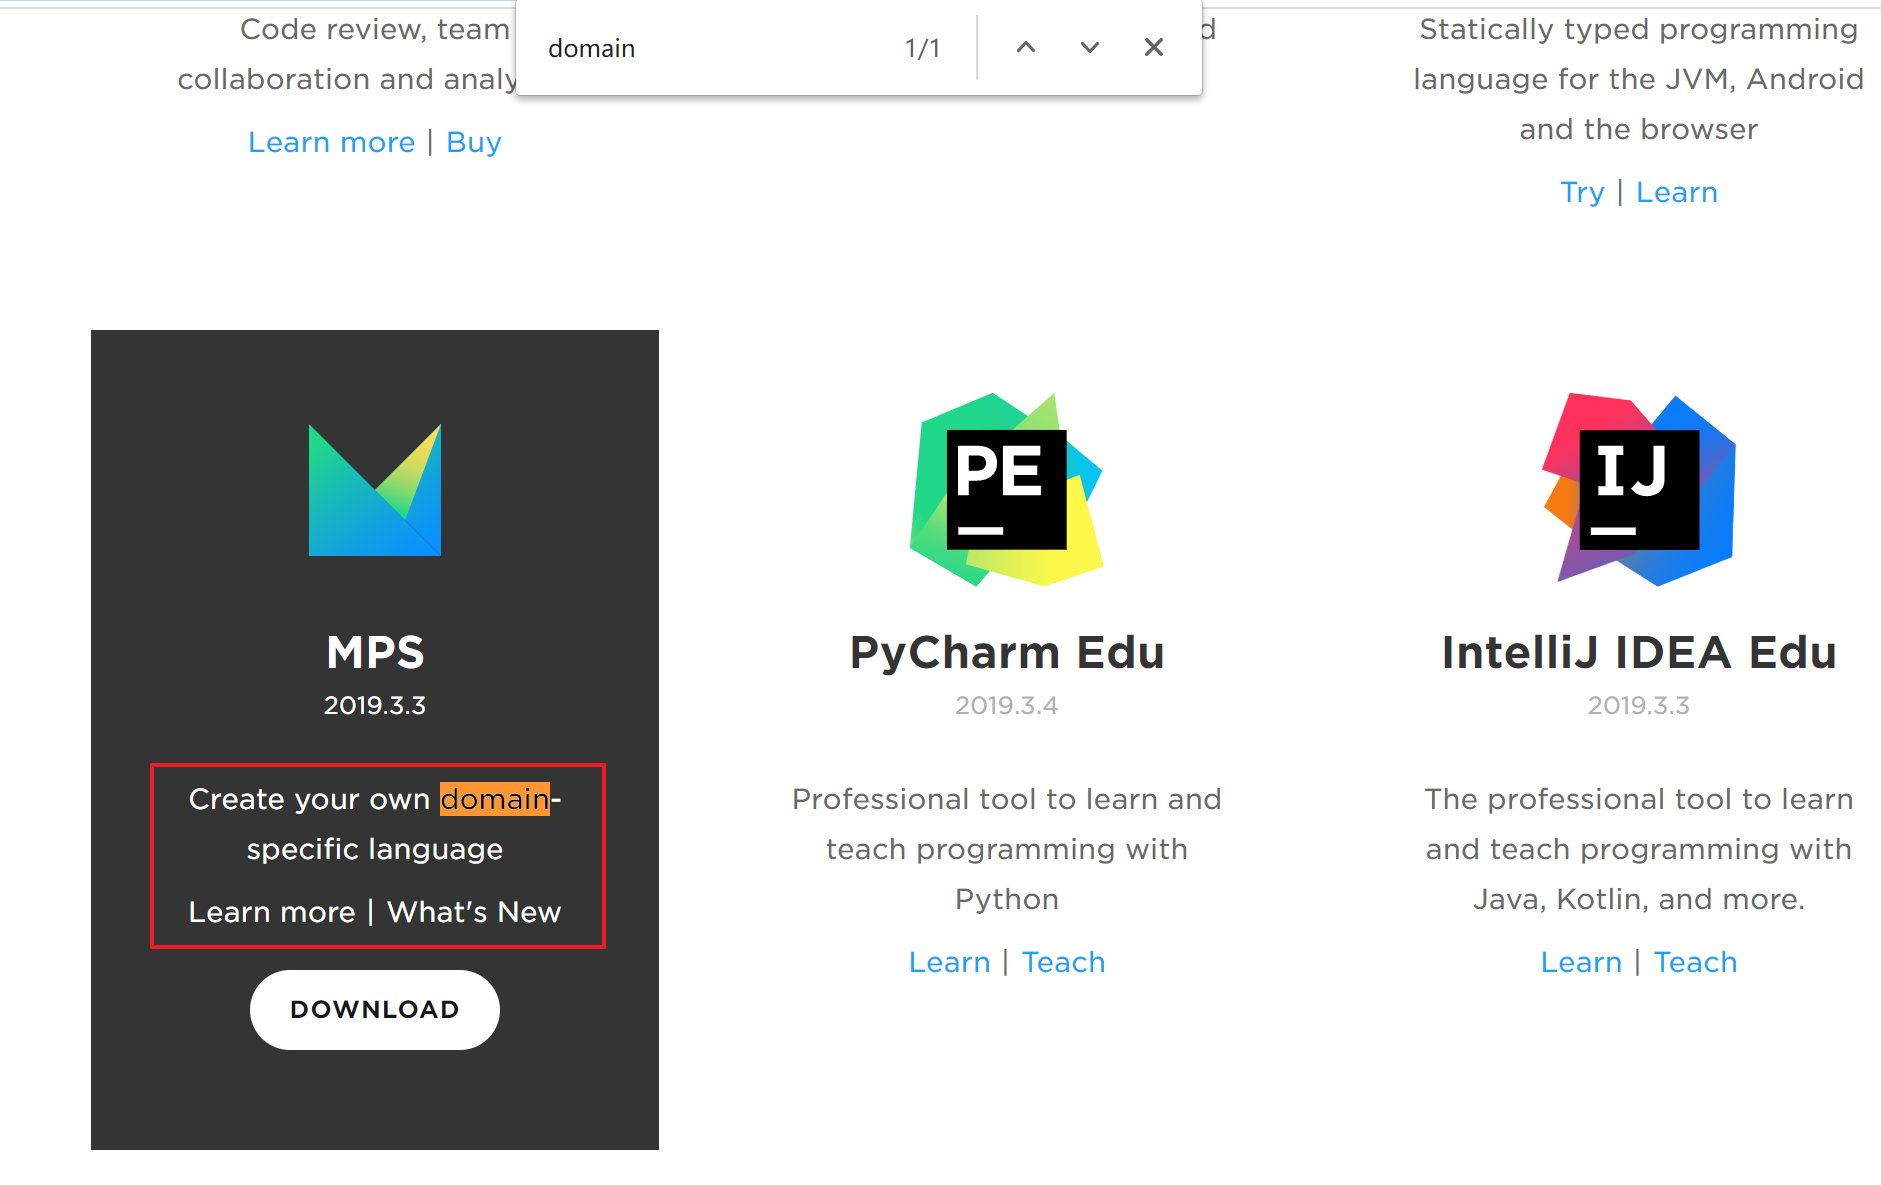 Code review, team
collaboration and analy
Learn more | Buy
domain
1/1
d
Statically typed programming
language for the JVM, Android
and the browser
Try | Learn
MPS
2019.3.3
Create your own domain-
specific language
Learn more | What's New
DOWNLOAD
PE
PyCharm Edu
2019.3.4
Professional tool to learn and
teach programming with
Python
Learn | Teach
IJ
IntelliJ IDEA Edu
2019.3.3
The professional tool to learn
and teach programming with
Java, Kotlin, and more.
Learn | Teach